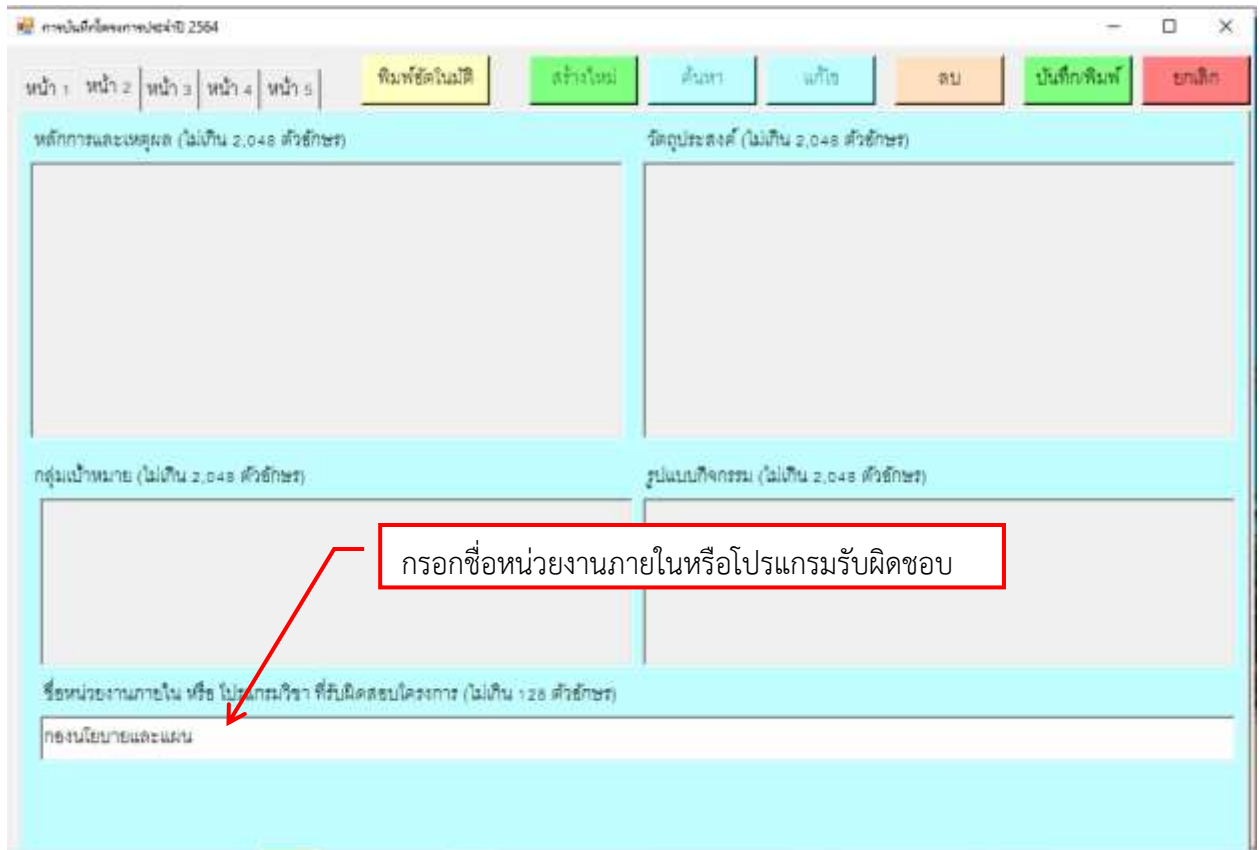 การบันทึกโครงการประจำปี 2564
หน้า 1 หน้า 2 หน้า 3 หน้า 4 หน้า 5 พิมพ์อัตโนมัติ สร้างใหม่ ค้นหา แก้ไข ลบ บันทึก/พิมพ์ ยกเลิก
หลักการและเหตุผล (ไม่เกิน 2,048 ตัวอักษร) วัตถุประสงค์ (ไม่เกิน 2,048 ตัวอักษร)
กลุ่มเป้าหมาย (ไม่เกิน 2,048 ตัวอักษร) รูปแบบกิจกรรม (ไม่เกิน 2,048 ตัวอักษร)
กรอกชื่อหน่วยงานภายในหรือโปรแกรมรับผิดชอบ
ชื่อหน่วยงานภายใน หรือ โปรแกรมวิชา ที่รับผิดชอบโครงการ (ไม่เกิน 128 ตัวอักษร)
กองนโยบายและแผน